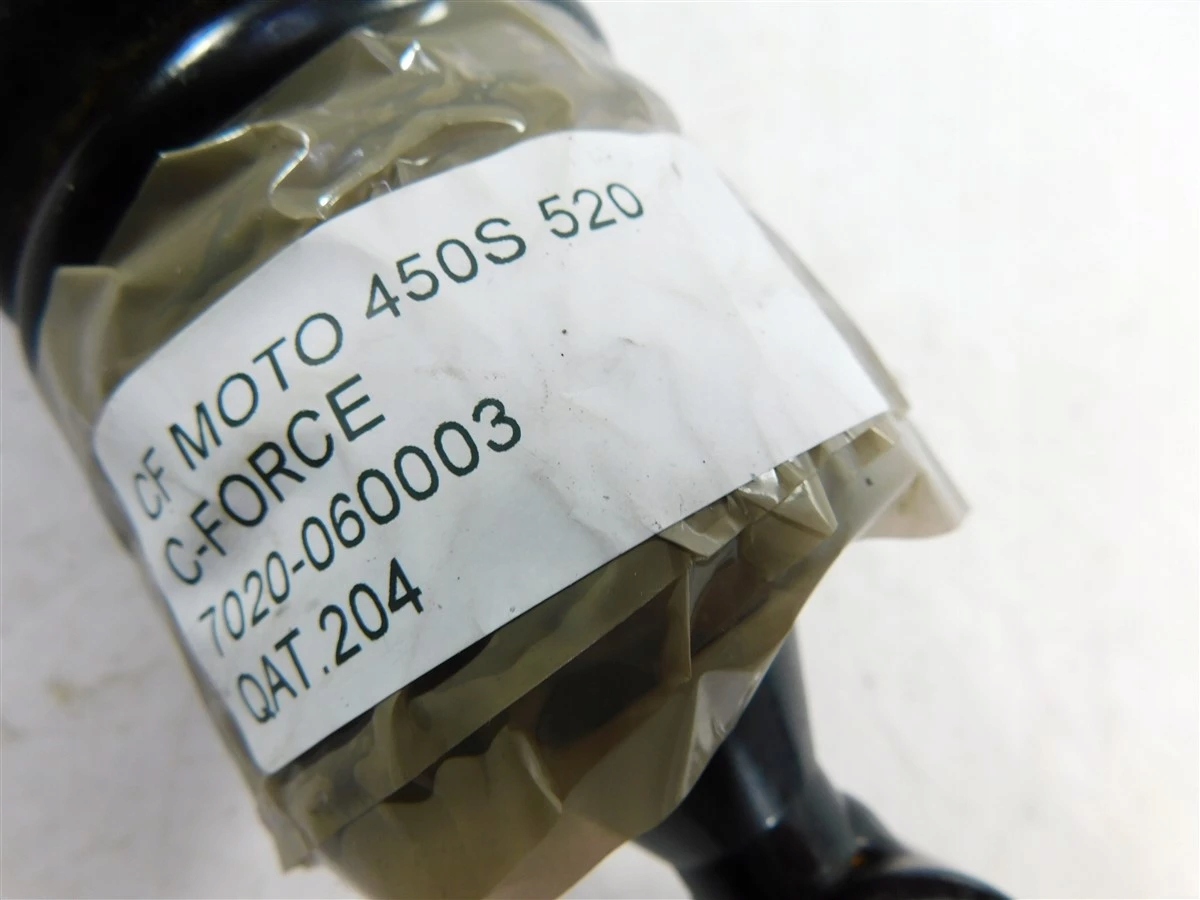 CF MOTO 450S 520
C-FORCE
7020-060003
QAT.204